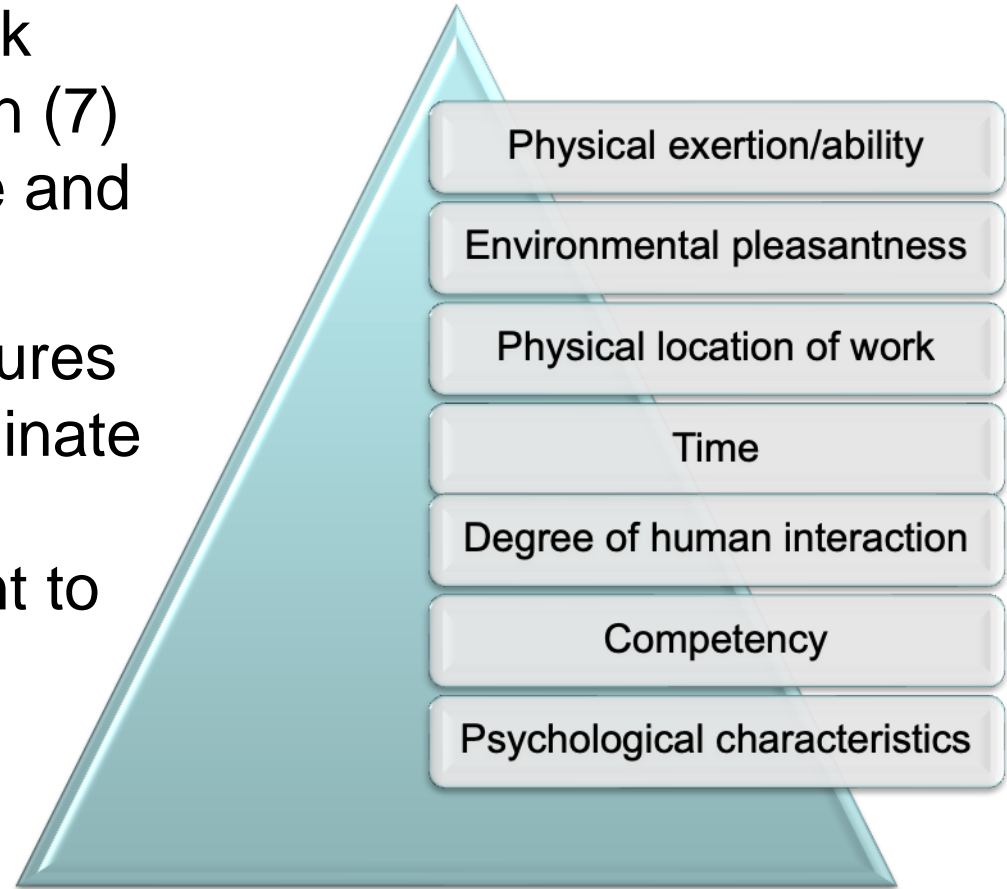 k
n (7)
e and
ures
inate
nt to
Physical exertion/ability
Environmental pleasantness
Physical location of work
Time
Degree of human interaction
Competency
Psychological characteristics